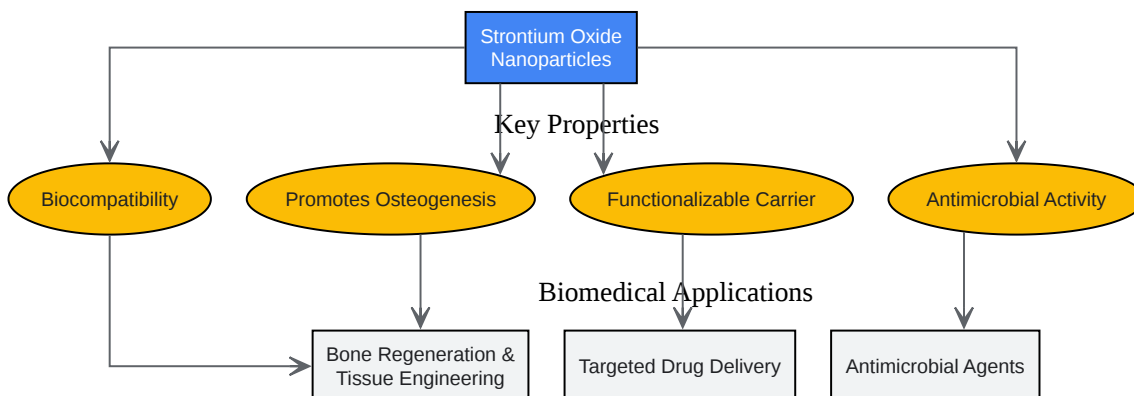 Strontium Oxide
Nanoparticles
Key Properties
Biocompatibility
Promotes Osteogenesis
Functionalizable Carrier
Antimicrobial Activity
Biomedical Applications
Bone Regeneration &
Tissue Engineering
Targeted Drug Delivery
Antimicrobial Agents